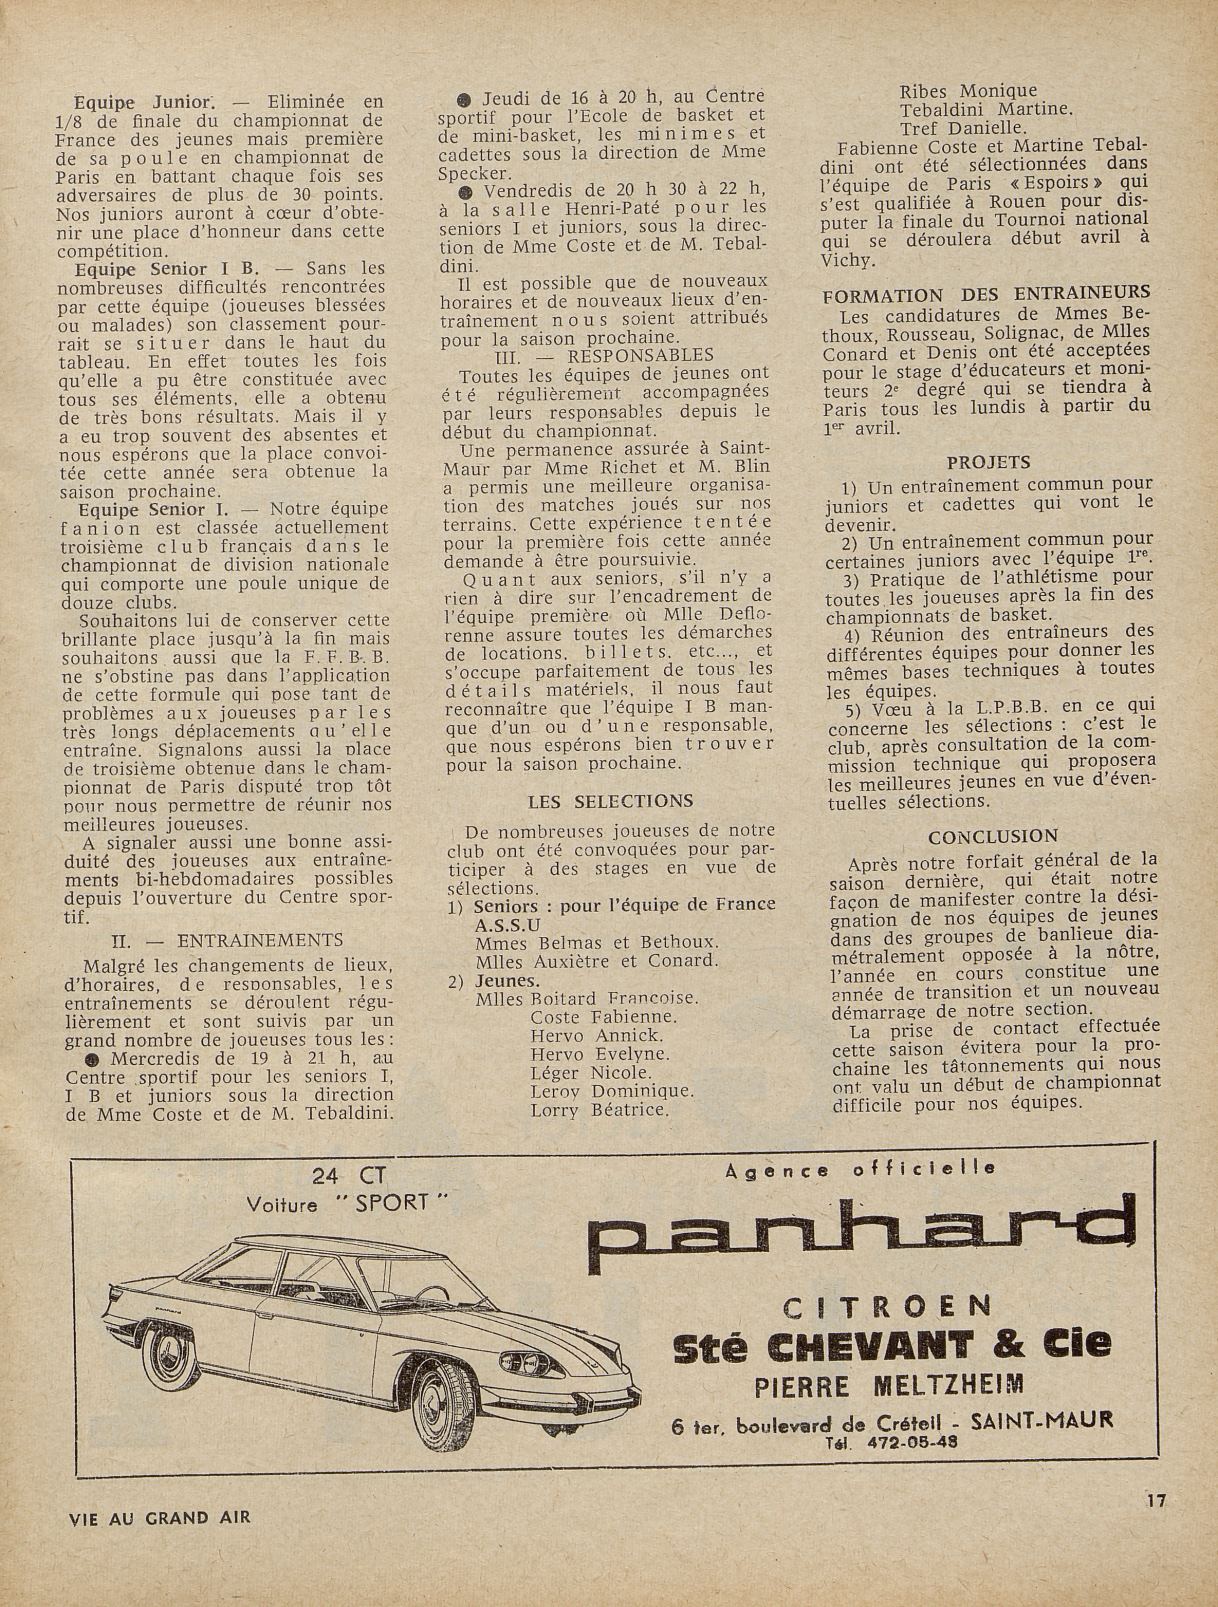 Equipe Junior. — Eliminée en
1/8 de finale du championnat de
France des jeunes mais première
de sa poule en championnat de
Paris en battant chaque fois ses
adversaires de plus de 30 points.
Nos juniors auront à cœur d'obte-
nir une place d'honneur dans cette
compétition.
Equipe Senior I B. — Sans les
nombreuses difficultés rencontrées
par cette équipe (joueuses blessées
ou malades) son classement pour-
rait se situer dans le haut du
tableau. En effet toutes les fois
qu'elle a pu être constituée avec
tous ses éléments, elle a obtenu
de très bons résultats. Mais il y
a eu trop souvent des absentes et
nous espérons que la place convoi-
tée cette année sera obtenue la
saison prochaine.
Equipe Senior I. — Notre équipe
fanion est classée actuellement
troisième club français dans le
championnat de division nationale
qui comporte une poule unique de
douze clubs.
Souhaitons lui de conserver cette
brillante place jusqu'à la fin mais
souhaitons aussi que la F.F.B.B.
ne s'obstine pas dans l'application
de cette formule qui pose tant de
problèmes aux joueuses par les
très longs déplacements qu'elle
entraîne. Signalons aussi la place
de troisième obtenue dans le cham-
pionnat de Paris disputé trop tôt
pour nous permettre de réunir nos
meilleures joueuses.
A signaler aussi une bonne assi-
duité des joueuses aux entraîne-
ments bi-hebdomadaires possibles
depuis l'ouverture du Centre spor-
tif.
II. — ENTRAINEMENTS
Malgré les changements de lieux,
d'horaires, de responsables, les
entraînements se déroulent régu-
lièrement et sont suivis par un
grand nombre de joueuses tous les :
● Mercredis de 19 à 21 h, au
Centre sportif pour les seniors I,
I B et juniors sous la direction
de Mme Coste et de M. Tebaldini.
● Jeudi de 16 à 20 h, au Centre
sportif pour l'Ecole de basket et
de mini-basket, les minimes et
cadettes sous la direction de Mme
Specker.
● Vendredis de 20 h 30 à 22 h,
à la salle Henri-Paté pour les
seniors I et juniors, sous la direc-
tion de Mme Coste et de M. Tebal-
dini.
Il est possible que de nouveaux
horaires et de nouveaux lieux d'en-
traînement nous soient attribués
pour la saison prochaine.
III. — RESPONSABLES
Toutes les équipes de jeunes ont
été régulièrement accompagnées
par leurs responsables depuis le
début du championnat.
Une permanence assurée à Saint-
Maur par Mme Richet et M. Blin
a permis une meilleure organisa-
tion des matches joués sur nos
terrains. Cette expérience tentée
pour la première fois cette année
demande à être poursuivie.
Quant aux seniors, s'il n'y a
rien à dire sur l'encadrement de
l'équipe première où Mlle Deflo-
renne assure toutes les démarches
de locations, billets, etc..., et
s'occupe parfaitement de tous les
détails matériels, il nous faut
reconnaître que l'équipe I B man-
que d'un ou d'une responsable,
que nous espérons bien trouver
pour la saison prochaine.
LES SELECTIONS
De nombreuses joueuses de notre
club ont été convoquées pour par-
ticiper à des stages en vue de
sélections.
1) Seniors : pour l'équipe de France
A.S.S.U
Mmes Belmas et Bethoux.
Mlles Auxiètre et Conard.
2) Jeunes.
Mlles Boitard Francoise.
Coste Fabienne.
Hervo Annick.
Hervo Evelyne.
Léger Nicole.
Leroy Dominique.
Lorry Béatrice.
Ribes Monique
Tebaldini Martine.
Tref Danielle.
Fabienne Coste et Martine Tebal-
dini ont été sélectionnées dans
l'équipe de Paris « Espoirs » qui
s'est qualifiée à Rouen pour dis-
puter la finale du Tournoi national
qui se déroulera début avril à
Vichy.
FORMATION DES ENTRAINEURS
Les candidatures de Mmes Be-
thoux, Rousseau, Solignac, de Mlles
Conard et Denis ont été acceptées
pour le stage d'éducateurs et moni-
teurs 2e degré qui se tiendra à
Paris tous les lundis à partir du
1er avril.
PROJETS
1) Un entraînement commun pour
juniors et cadettes qui vont le
devenir.
2) Un entraînement commun pour
certaines juniors avec l'équipe 1re.
3) Pratique de l'athlétisme pour
toutes les joueuses après la fin des
championnats de basket.
4) Réunion des entraîneurs des
différentes équipes pour donner les
mêmes bases techniques à toutes
les équipes.
5) Vœu à la L.P.B.B. en ce qui
concerne les sélections : c'est le
club, après consultation de la com-
mission technique qui proposera
les meilleures jeunes en vue d'éven-
tuelles sélections.
CONCLUSION
Après notre forfait général de la
saison dernière, qui était notre
façon de manifester contre la dési-
gnation de nos équipes de jeunes
dans des groupes de banlieue dia-
métralement opposée à la nôtre,
l'année en cours constitue une
année de transition et un nouveau
démarrage de notre section.
La prise de contact effectuée
cette saison évitera pour la pro-
chaine les tâtonnements qui nous
ont valu un début de championnat
difficile pour nos équipes.
24 CT
Voiture "SPORT"
panhard
Agence officielle
panhard
CITROEN
Sté CHEVANT & Cie
PIERRE MELTZHEIM
6 ter, boulevard de Créteil - SAINT-MAUR
Tél. 472-05-48
VIE AU GRAND AIR
17